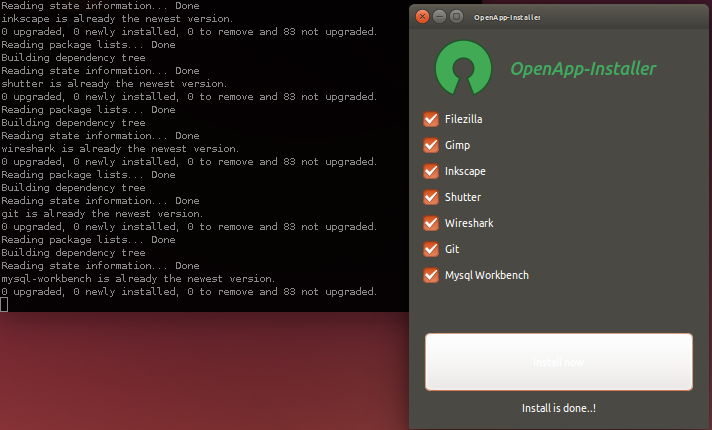 Reading state information... Done
inkscape is already the newest version.
0 upgraded, 0 newly installed, 0 to remove and 83 not upgraded.
Reading package lists... Done
Building dependency tree
Reading state information... Done
shutter is already the newest version.
0 upgraded, 0 newly installed, 0 to remove and 83 not upgraded.
Reading package lists... Done
Building dependency tree
Reading state information... Done
wireshark is already the newest version.
0 upgraded, 0 newly installed, 0 to remove and 83 not upgraded.
Reading package lists... Done
Building dependency tree
Reading state information... Done
git is already the newest version.
0 upgraded, 0 newly installed, 0 to remove and 83 not upgraded.
Reading package lists... Done
Building dependency tree
Reading state information... Done
mysql-workbench is already the newest version.
0 upgraded, 0 newly installed, 0 to remove and 83 not upgraded.
OpenApp-Installer
OpenApp-Installer
Filezilla
Gimp
Inkscape
Shutter
Wireshark
Git
Mysql Workbench
Install now
Install is done..!